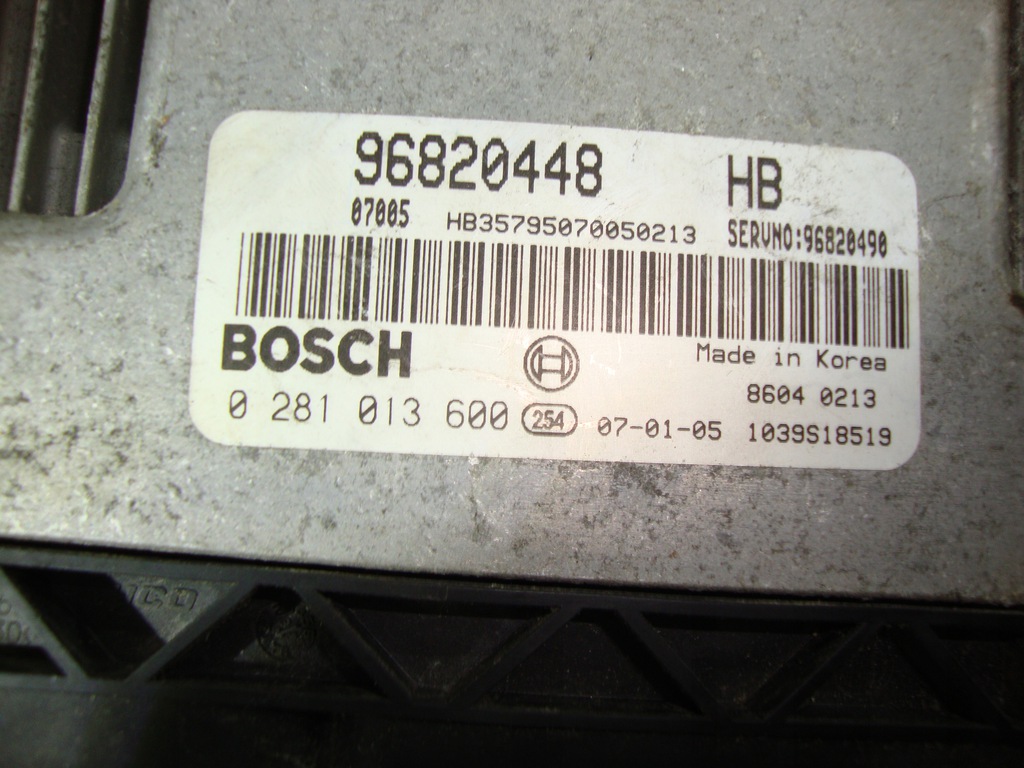 96820448 HB
07005 HB35795070050213 SERVNO:96820490
BOSCH
Made in Korea
8604 0213
0 281 013 600 254 07-01-05 1039S18519